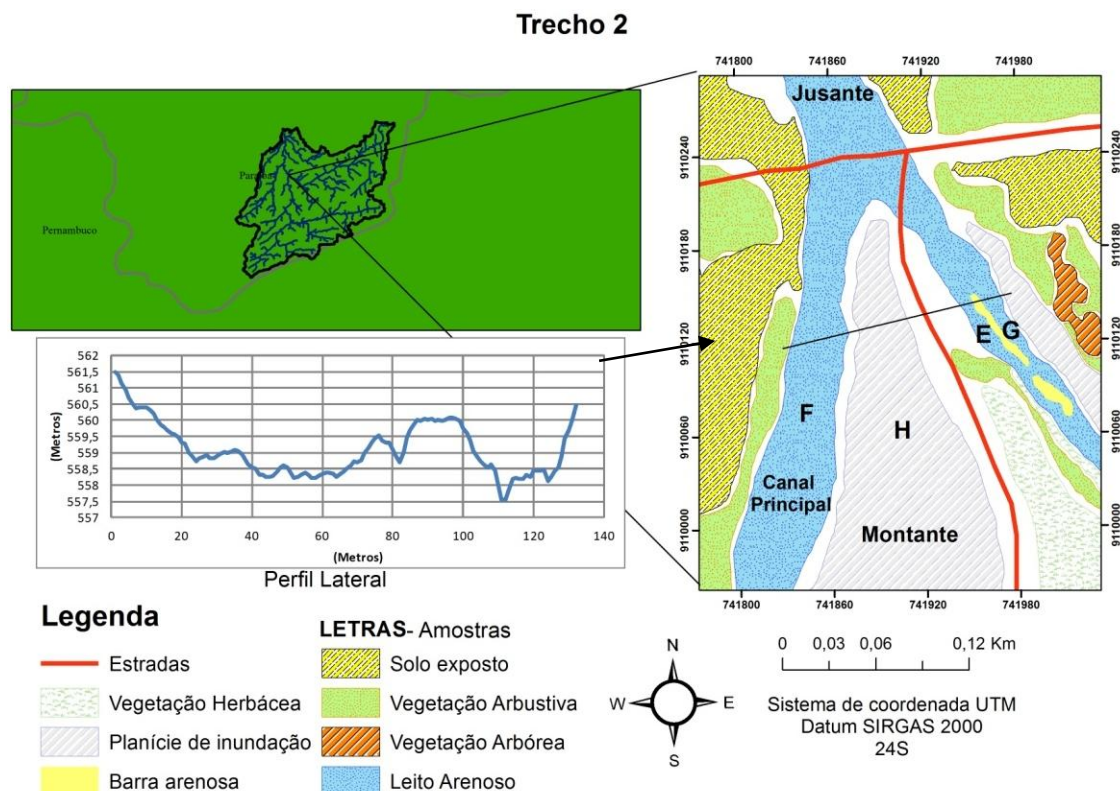 Trecho 2
741800 741860 741920 741980
Jusante
9110240
9110240
9110180
9110180
9110120
9110120
9110060
9110060
9110000
9110000
Pernambuco
E G
F
H
Canal
Principal
Montante
741800 741860 741920 741980
562
561,5
561
560,5
560
559,5
559
558,5
558
557,5
557
(Metros)
0 20 40 60 80 100 120 140
(Metros)
Perfil Lateral
Legenda
Estradas
Vegetação Herbácea
Planície de inundação
Barra arenosa
LETRAS- Amostras
Solo exposto
Vegetação Arbustiva
Vegetação Arbórea
Leito Arenoso
N
W E
S
0 0,03 0,06 0,12 Km
Sistema de coordenada UTM
Datum SIRGAS 2000
24S